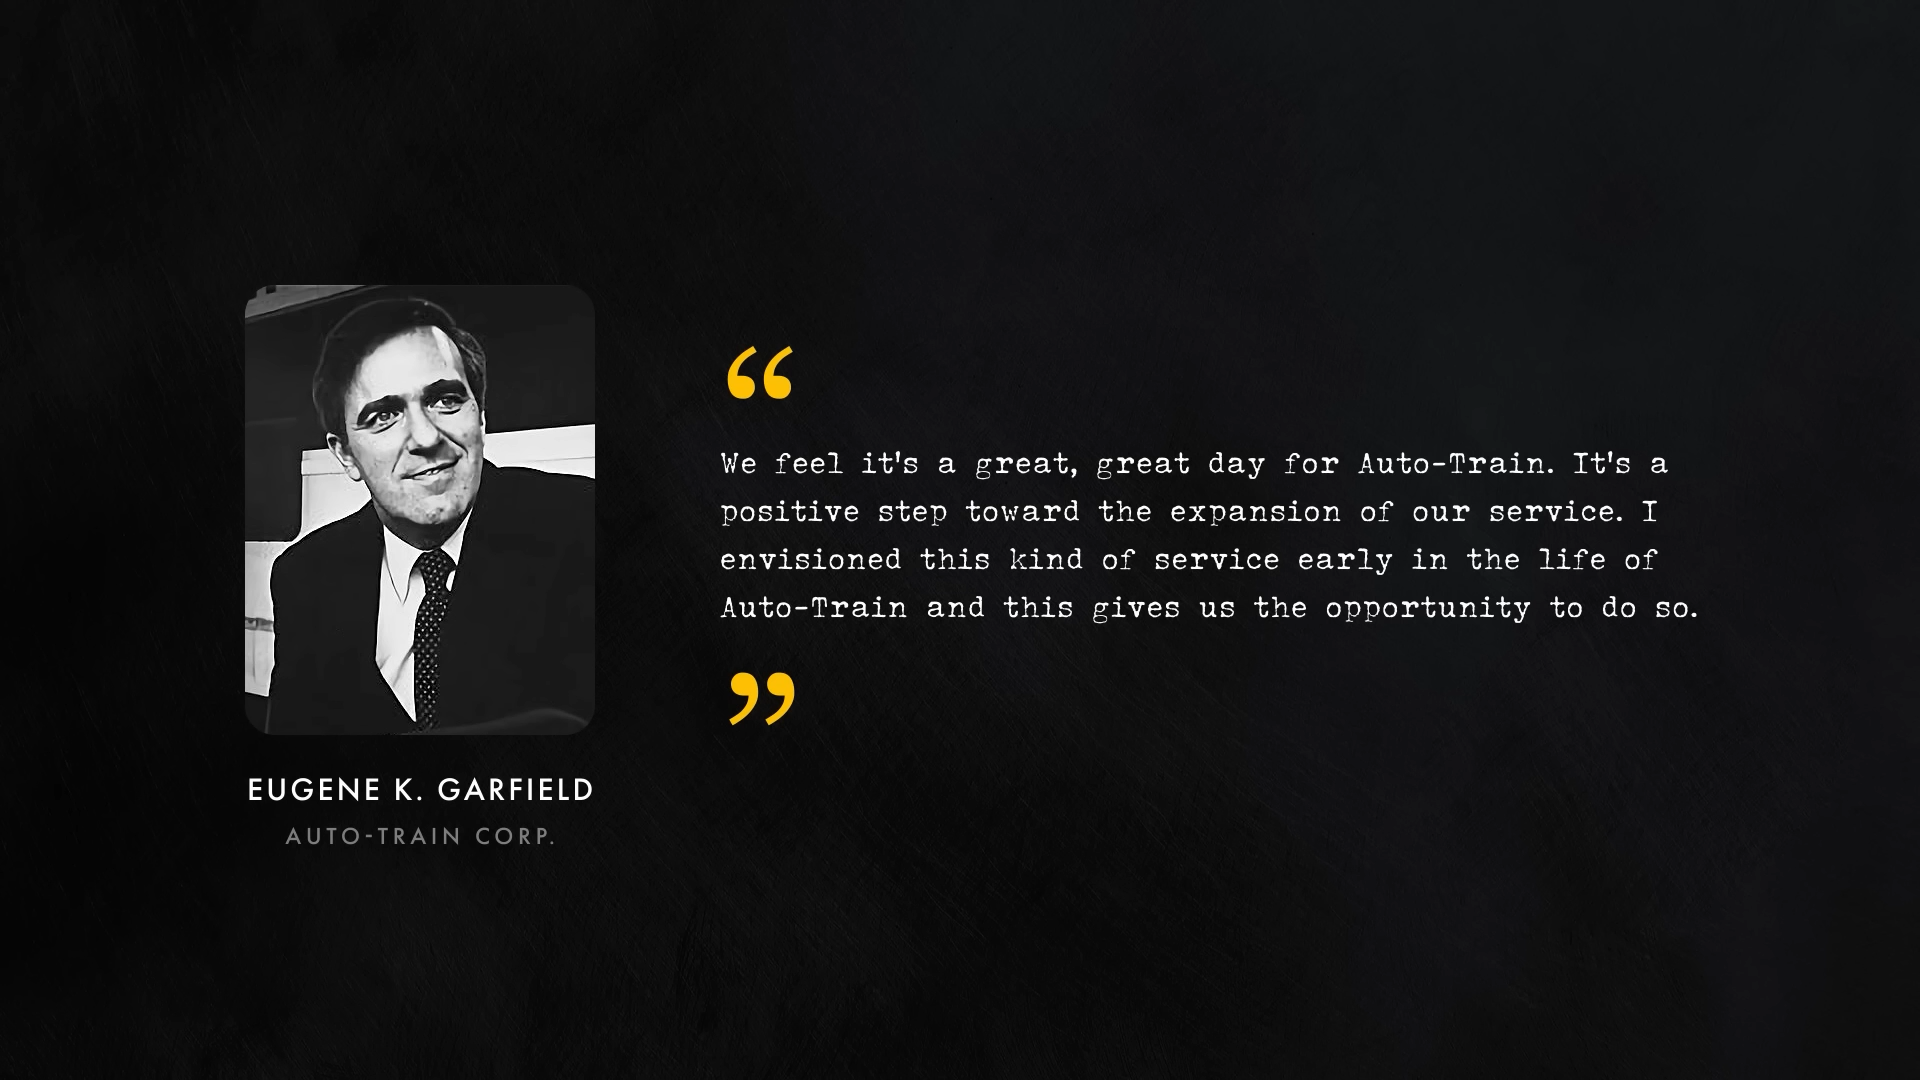 “
We feel it's a great, great day for Auto-Train. It's a
positive step toward the expansion of our service. I
envisioned this kind of service early in the life of
Auto-Train and this gives us the opportunity to do so.
”
EUGENE K. GARFIELD
AUTO-TRAIN CORP.